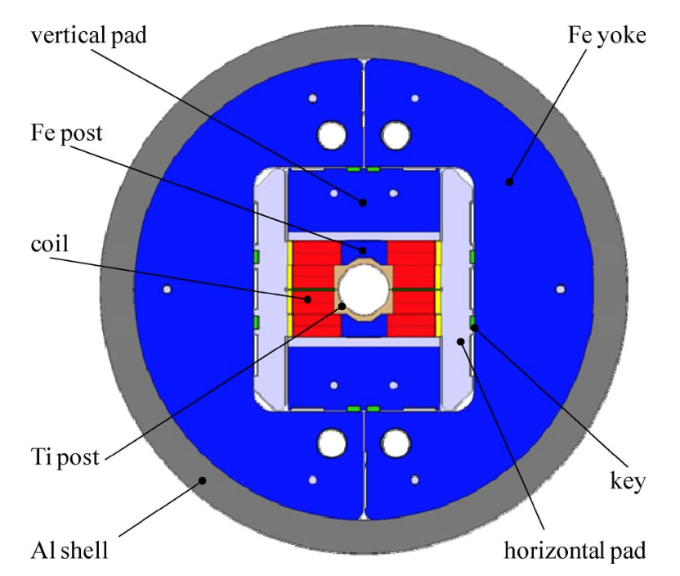 vertical pad
Fe yoke
Fe post
coil
Ti post
key
Al shell
horizontal pad